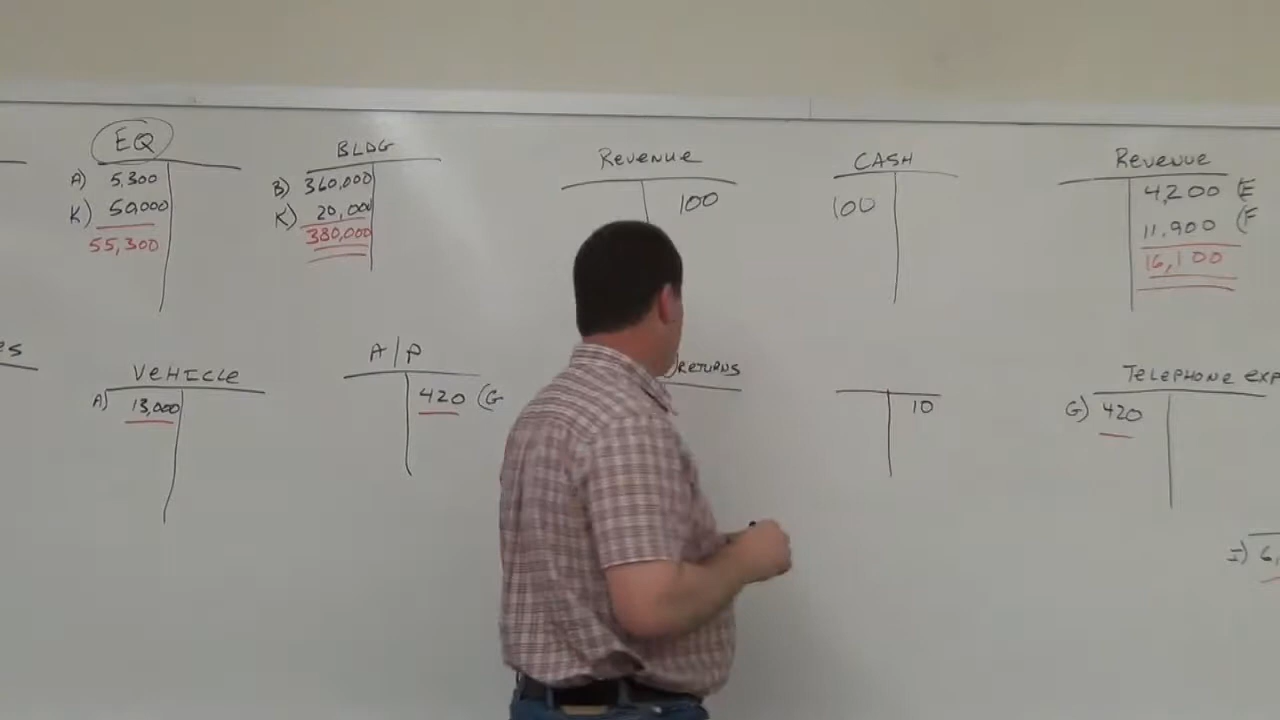 EQ
A) 5,300
K) 50,000
55,300
BLDG
B) 360,000
K) 20,000
380,000
Revenue
100
CASH
100
Revenue
4,200 (E
11,900 (F
16,100
VEHICLE
A) 13,000
A/P
420 (G
RETURNS
10
TELEPHONE EXP
G) 420
I) 6,